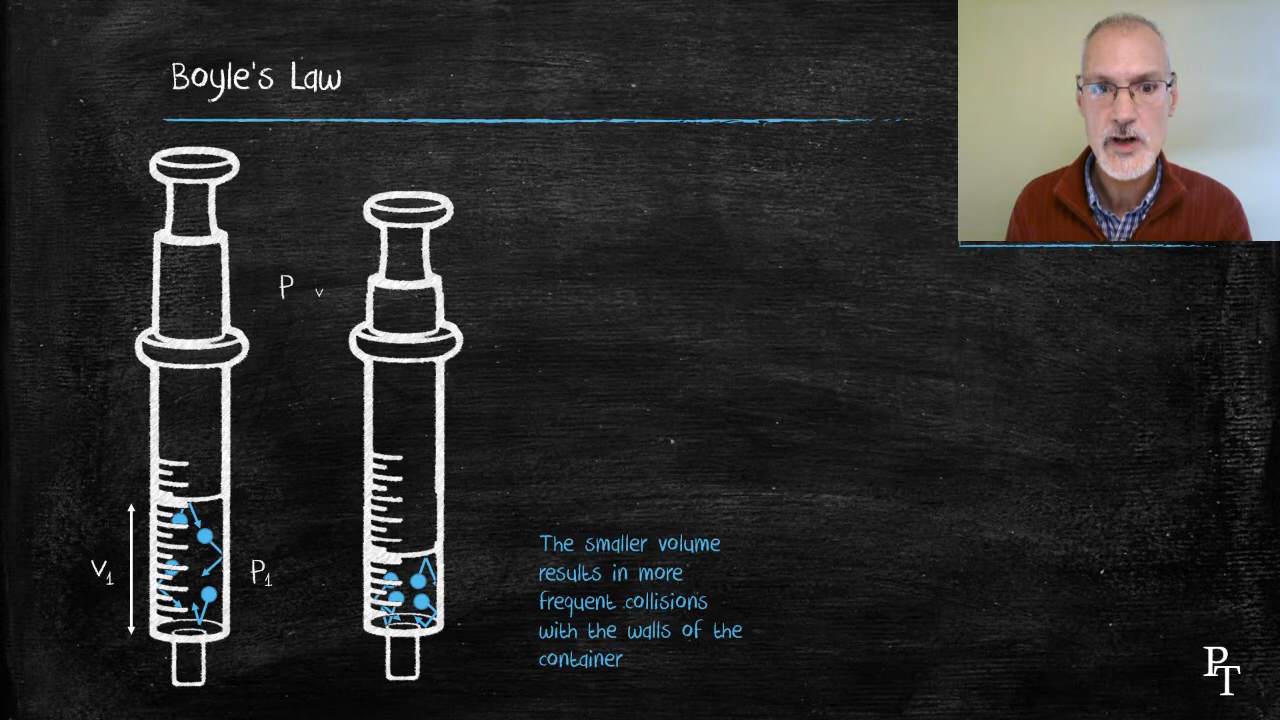 Boyle's Law
P v
V1
P1
The smaller volume
results in more
frequent collisions
with the walls of the
container
PT